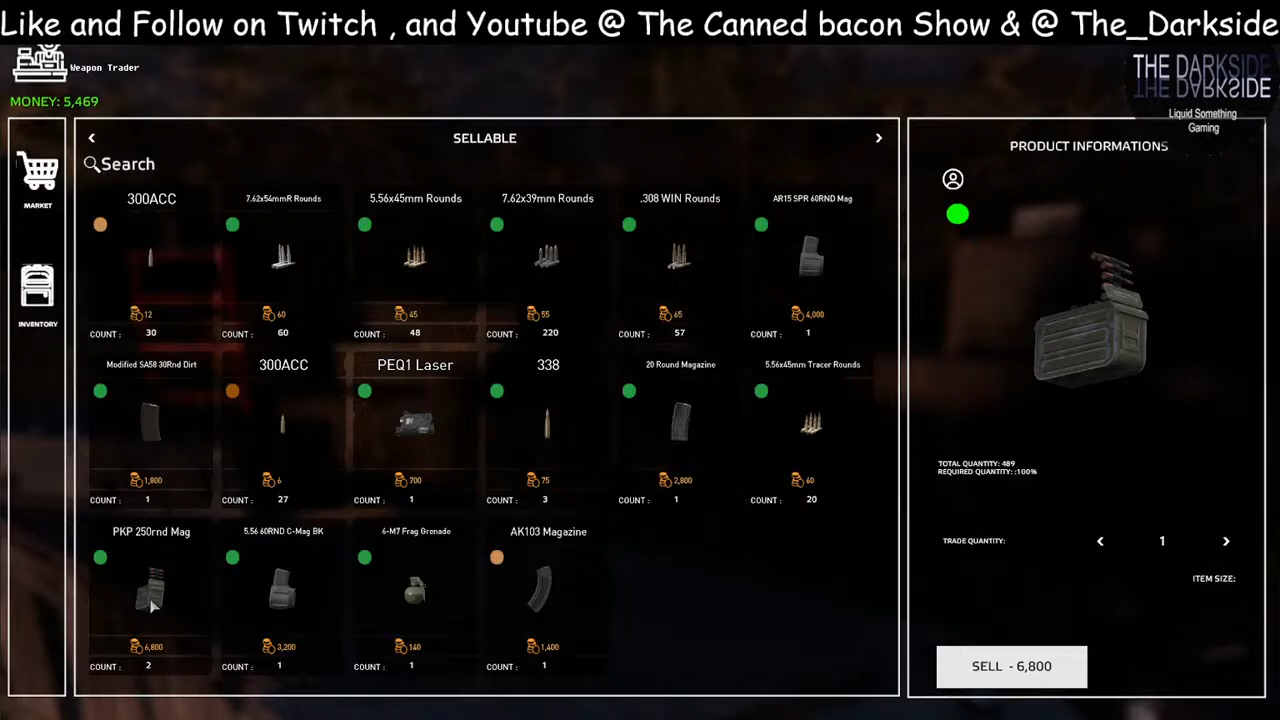 Like and Follow on Twitch , and Youtube @ The Canned bacon Show & @ The_Darkside
Weapon Trader
MONEY: 5,469
THE DARKSIDE
THE DARKSIDE
Liquid Something
Gaming
MARKET
INVENTORY
< SELLABLE >
Search
300ACC 7.62x54mmR Rounds 5.56x45mm Rounds 7.62x39mm Rounds .308 WIN Rounds AR15 SPR 60RND Mag
12 60 45 55 65 4,000
COUNT : 30 COUNT : 60 COUNT : 48 COUNT : 220 COUNT : 57 COUNT : 1
Modified SA58 30Rnd Dirt 300ACC PEQ1 Laser 338 20 Round Magazine 5.56x45mm Tracer Rounds
1,800 6 700 75 2,800 60
COUNT : 1 COUNT : 27 COUNT : 1 COUNT : 3 COUNT : 1 COUNT : 20
PKP 250rnd Mag 5.56 60RND C-Mag BK 6-M7 Frag Grenade AK103 Magazine
6,800 3,200 140 1,400
COUNT : 2 COUNT : 1 COUNT : 1 COUNT : 1
PRODUCT INFORMATIONS
TOTAL QUANTITY: 489
REQUIRED QUANTITY: :100%
TRADE QUANTITY: < 1 >
ITEM SIZE:
SELL - 6,800